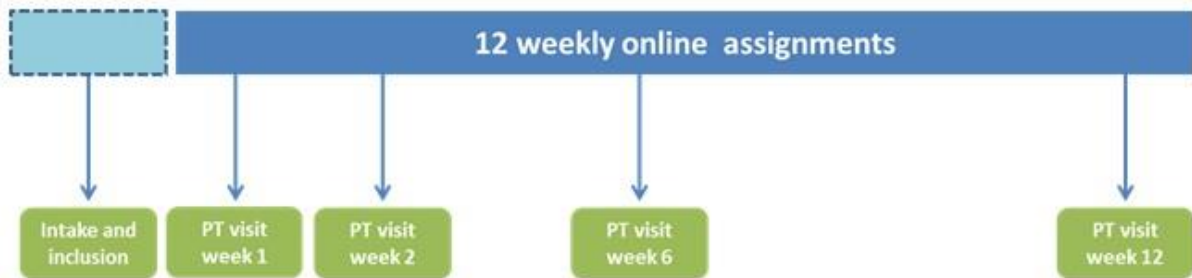 12 weekly online assignments
Intake and
inclusion
PT visit
week 1
PT visit
week 2
PT visit
week 6
PT visit
week 12